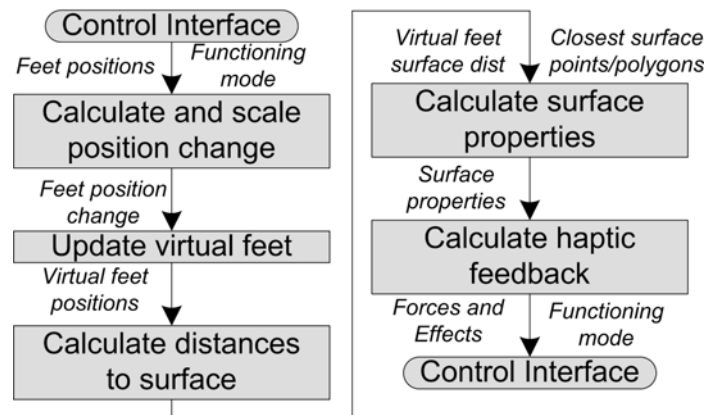 Control Interface
Feet positions
Functioning
mode
Calculate and scale
position change
Feet position
change
Update virtual feet
Virtual feet
positions
Calculate distances
to surface
Virtual feet
surface dist
Closest surface
points/polygons
Calculate surface
properties
Surface
properties
Calculate haptic
feedback
Forces and
Effects
Functioning
mode
Control Interface